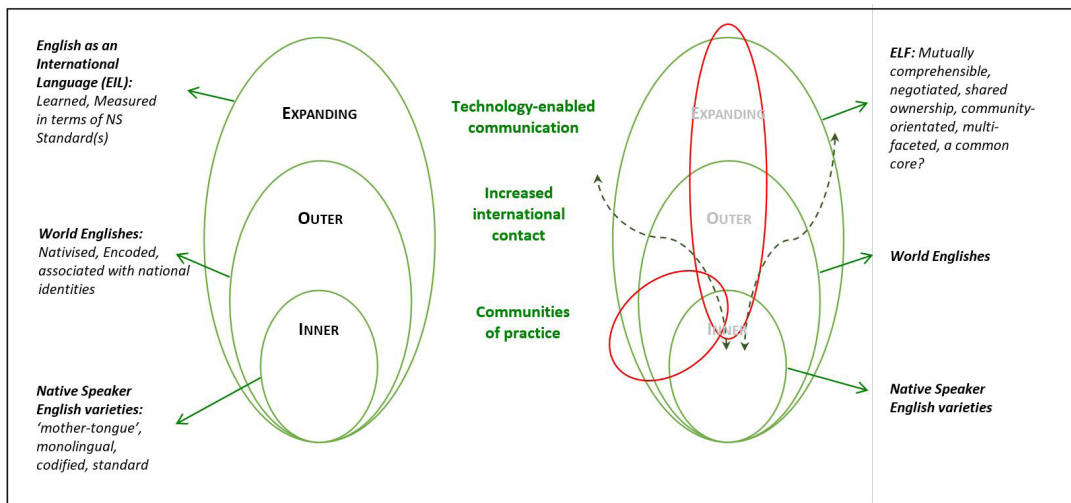 English as an
International
Language (EIL):
Learned, Measured
in terms of NS
Standard(s)
World Englishes:
Nativised, Encoded,
associated with national
identities
Native Speaker
English varieties:
‘mother-tongue’,
monolingual,
codified, standard
EXPANDING
OUTER
INNER
Technology-enabled
communication
Increased
international
contact
Communities
of practice
EXPANDING
OUTER
INNER
ELF: Mutually
comprehensible,
negotiated, shared
ownership, community-
orientated, multi-
faceted, a common
core?
World Englishes
Native Speaker
English varieties